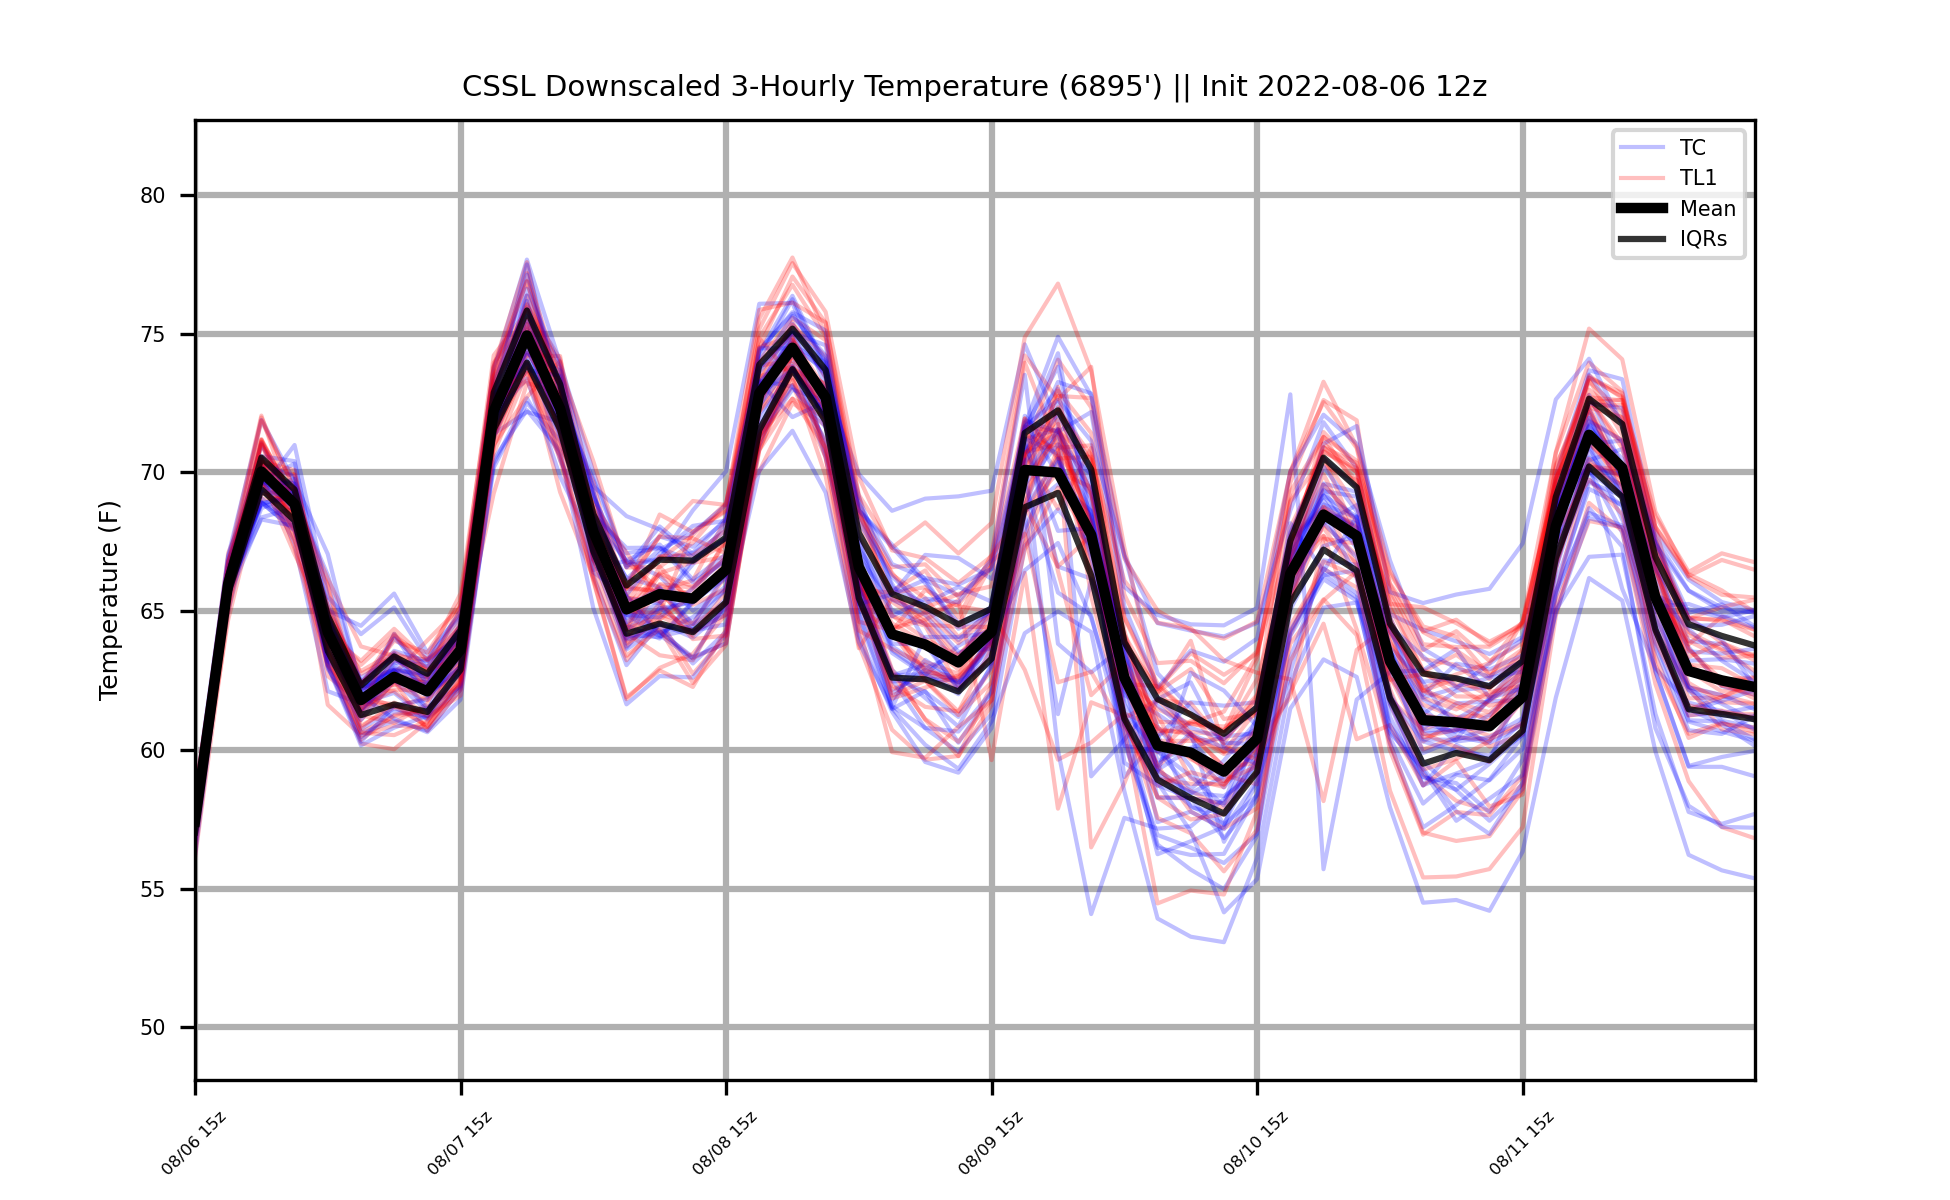 CSSL Downscaled 3-Hourly Temperature (6895') || Init 2022-08-06 12z
TC
TL1
Mean
IQRs
Temperature (F)
80
75
70
65
60
55
50
08/06 15z
08/07 15z
08/08 15z
08/09 15z
08/10 15z
08/11 15z